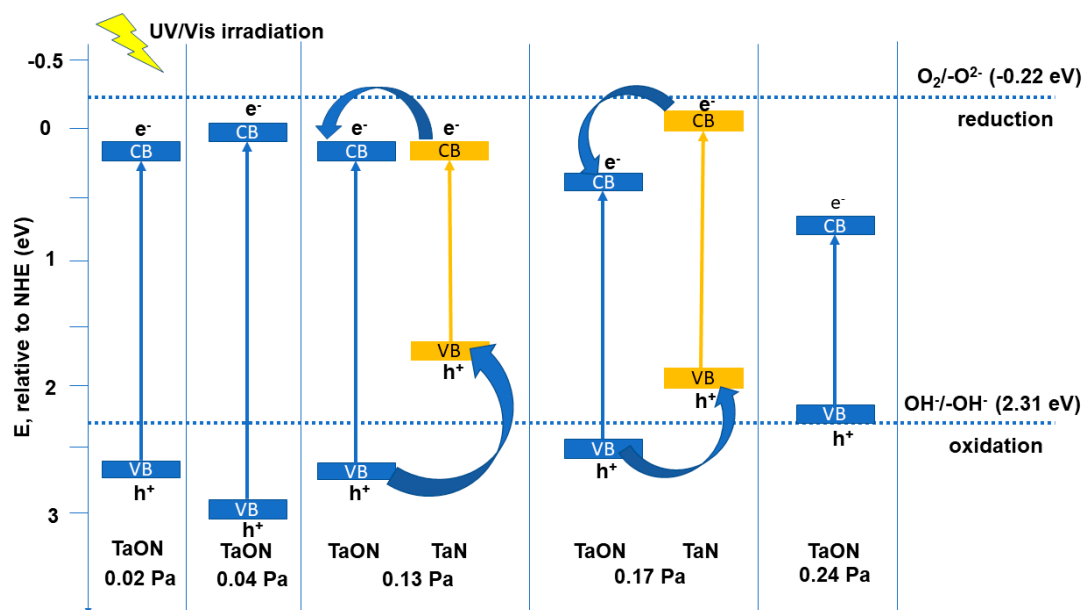 UV/Vis irradiation
E, relative to NHE (eV)
-0.5
0
1
2
3
O₂/-O²⁻ (-0.22 eV)
reduction
OH·/-OH⁻ (2.31 eV)
oxidation
e⁻
CB
VB
h⁺
TaON
0.02 Pa
e⁻
CB
VB
h⁺
TaON
0.04 Pa
e⁻
CB
VB
h⁺
TaON
e⁻
CB
VB
h⁺
TaN
0.13 Pa
e⁻
CB
VB
h⁺
TaON
e⁻
CB
VB
h⁺
TaN
0.17 Pa
e⁻
CB
VB
h⁺
TaON
0.24 Pa